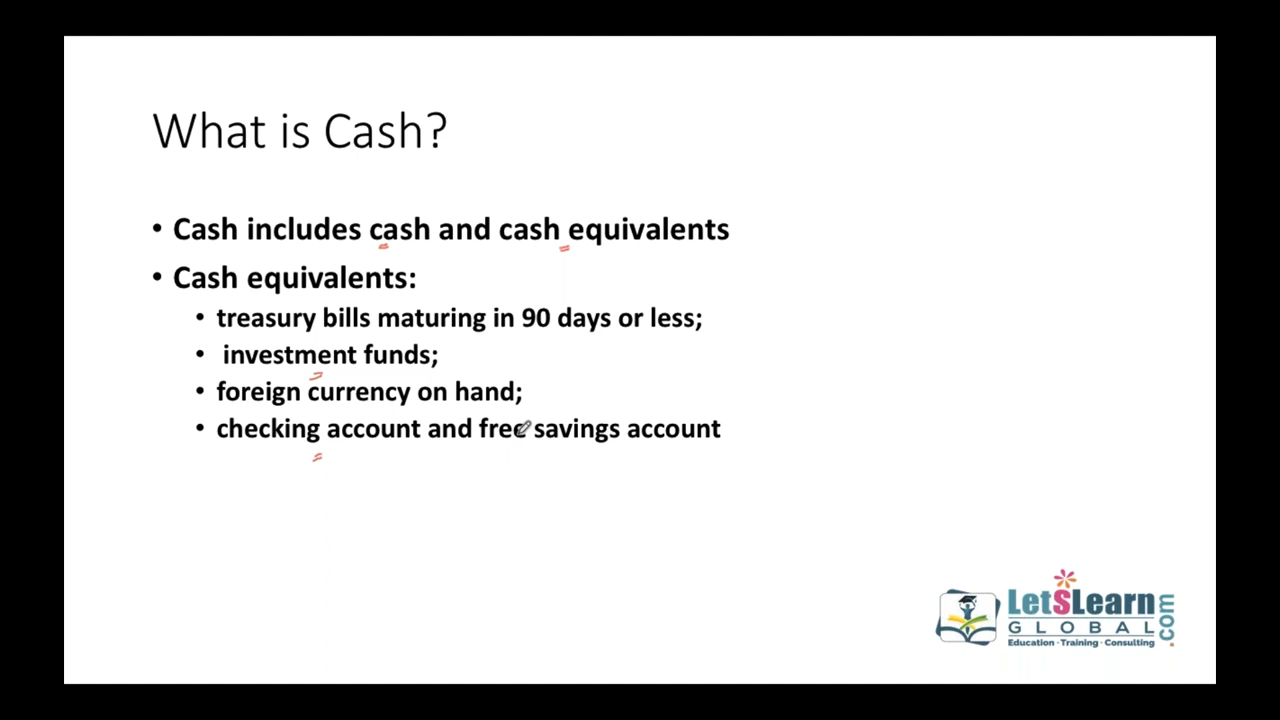 What is Cash?
• Cash includes cash and cash equivalents
• Cash equivalents:
• treasury bills maturing in 90 days or less;
• investment funds;
• foreign currency on hand;
• checking account and free savings account
LetSLearn
GLOBAL
.com
Education · Training · Consulting